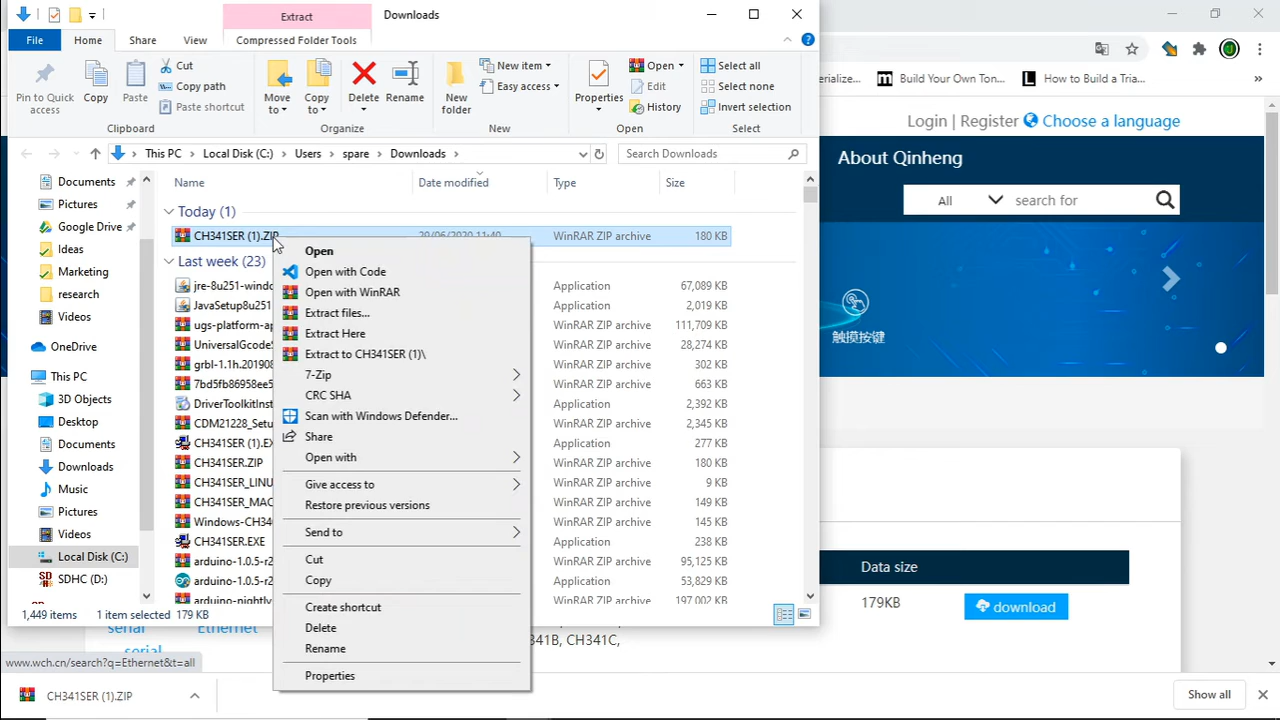 Extract
Downloads
File
Home
Share
View
Compressed Folder Tools
Pin to Quick access
Copy
Paste
Cut
Copy path
Paste shortcut
Clipboard
Move to
Copy to
Delete
Rename
Organize
New folder
New item
Easy access
New
Properties
Open
Edit
History
Open
Select all
Select none
Invert selection
Select
This PC > Local Disk (C:) > Users > spare > Downloads >
Search Downloads
Name Date modified Type Size
Documents
Pictures
Google Drive
Ideas
Marketing
research
Videos
OneDrive
This PC
3D Objects
Desktop
Documents
Downloads
Music
Pictures
Videos
Local Disk (C:)
SDHC (D:)
Today (1)
CH341SER (1).ZIP 29/06/2020 11:40 WinRAR ZIP archive 180 KB
Last week (23)
jre-8u251-windo Application 67,089 KB
JavaSetup8u251 Application 2,019 KB
ugs-platform-ap WinRAR ZIP archive 111,709 KB
UniversalGcodeS WinRAR ZIP archive 28,274 KB
grbl-1.1h.201908 WinRAR ZIP archive 302 KB
7bd5fb86958ee5 WinRAR ZIP archive 663 KB
DriverToolkitInst Application 2,392 KB
CDM21228_Setu WinRAR ZIP archive 2,345 KB
CH341SER (1).EX Application 277 KB
CH341SER.ZIP WinRAR ZIP archive 180 KB
CH341SER_LINU WinRAR ZIP archive 9 KB
CH341SER_MAC WinRAR ZIP archive 149 KB
Windows-CH34 WinRAR ZIP archive 145 KB
CH341SER.EXE Application 238 KB
arduino-1.0.5-r2 WinRAR ZIP archive 95,125 KB
arduino-1.0.5-r2 Application 53,829 KB
arduino-nightly WinRAR ZIP archive 197,002 KB
Open
Open with Code
Open with WinRAR
Extract files...
Extract Here
Extract to CH341SER (1)\
7-Zip
CRC SHA
Scan with Windows Defender...
Share
Open with
Give access to
Restore previous versions
Send to
Cut
Copy
Create shortcut
Delete
Rename
Properties
1,449 items 1 item selected 179KB
erialize...
Build Your Own Ton...
How to Build a Tria...
Login | Register Choose a language
About Qinheng
All
search for
触摸按键
Data size
179KB
download
H341B, CH341C,
serial
Ethernet
serial
www.wch.cn/search?q=Ethernet&t=all
CH341SER (1).ZIP
Show all